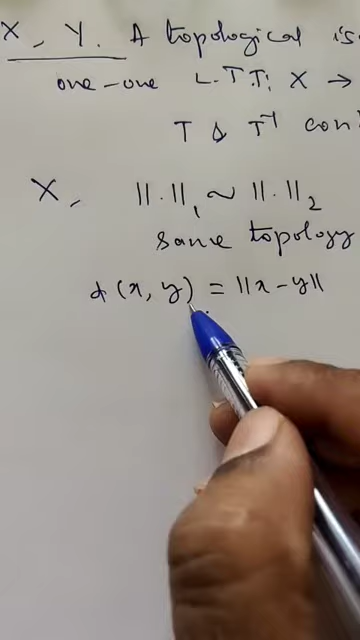 X, Y. A topological is
one-one L.T T: X →
T & T⁻¹ con
X, ||.||₁ ~ ||.||₂
same topology
d(x, y) = ||x-y||